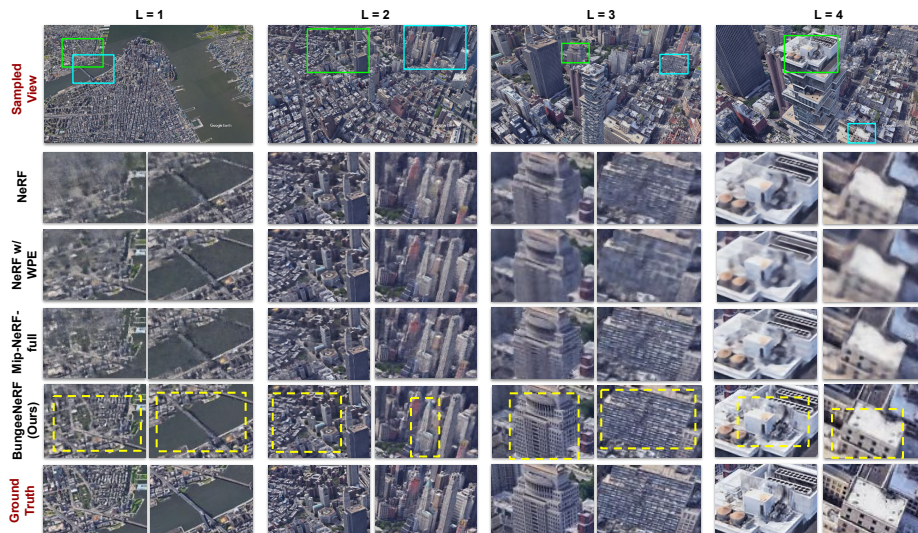 L = 1
L = 2
L = 3
L = 4
Sampled
View
Google Earth
NeRF
NeRF w/
WPE
Mip-NeRF-
full
BungeeNeRF
(Ours)
Ground
Truth